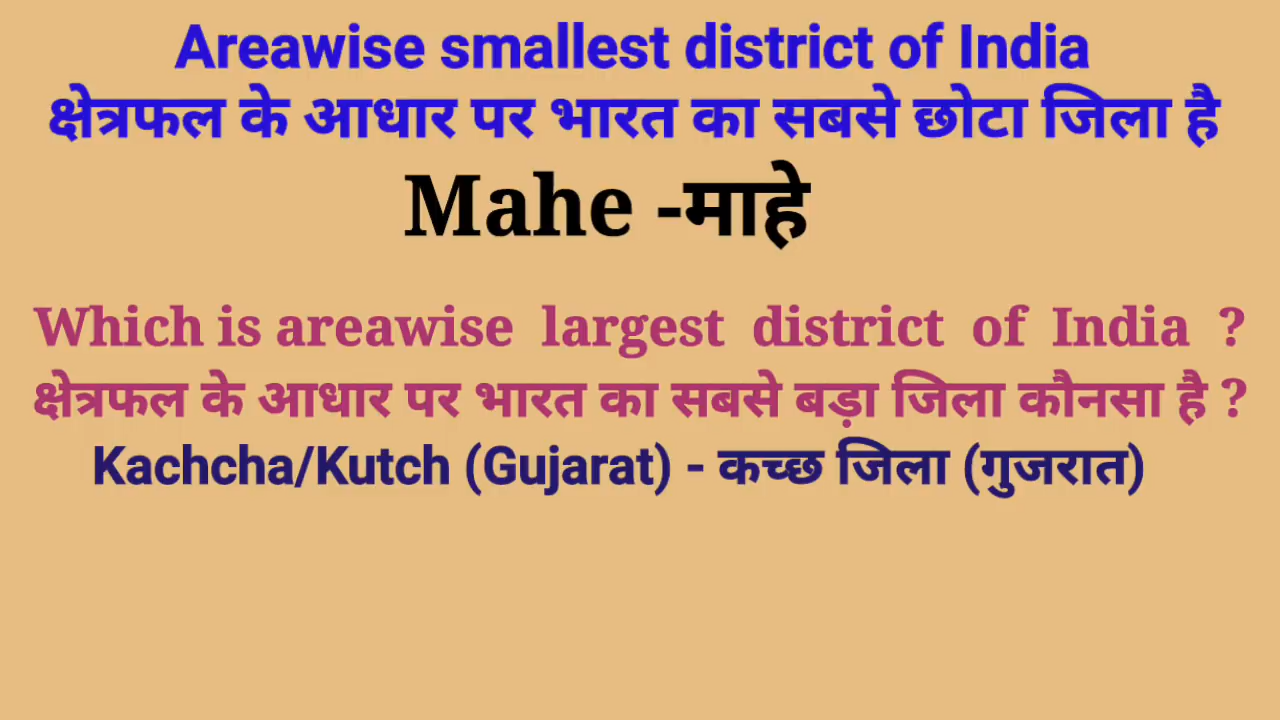 Areawise smallest district of India
क्षेत्रफल के आधार पर भारत का सबसे छोटा जिला है
Mahe -माहे
Which is areawise largest district of India ?
क्षेत्रफल के आधार पर भारत का सबसे बड़ा जिला कौनसा है ?
Kachcha/Kutch (Gujarat) - कच्छ जिला (गुजरात)